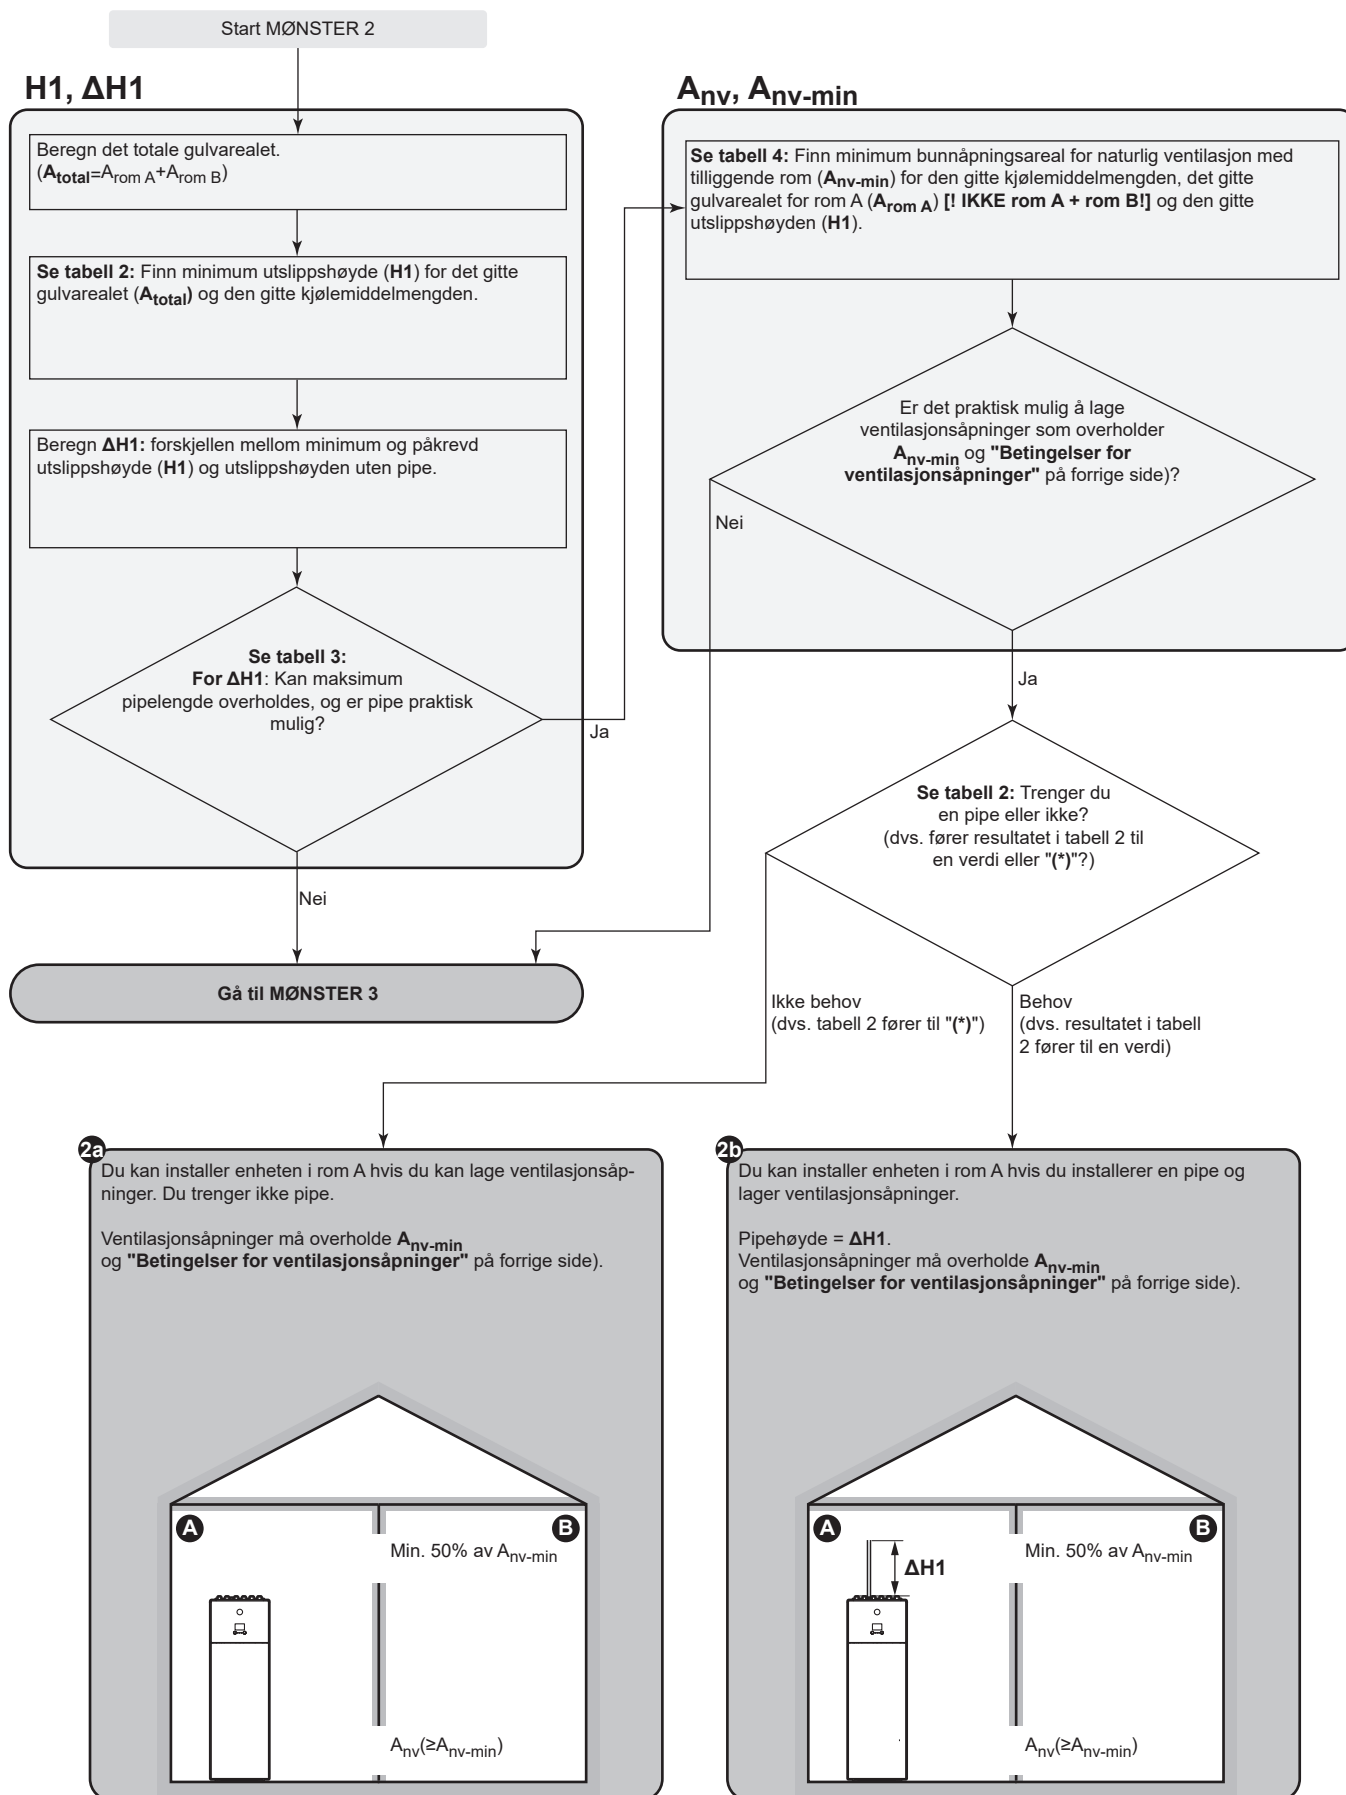 Start MØNSTER 2
H1, ΔH1
Beregn det totale gulvarealet.
(Atotal=Arom A+Arom B)
Se tabell 2: Finn minimum utslippshøyde (H1) for det gitte
gulvarealet (Atotal) og den gitte kjølemiddelmengden.
Beregn ΔH1: forskjellen mellom minimum og påkrevd
utslippshøyde (H1) og utslippshøyden uten pipe.
Se tabell 3:
For ΔH1: Kan maksimum
pipelengde overholdes, og er pipe praktisk
mulig?
Ja
Nei
Gå til MØNSTER 3
Anv, Anv-min
Se tabell 4: Finn minimum bunnåpningsareal for naturlig ventilasjon med
tilliggende rom (Anv-min) for den gitte kjølemiddelmengden, det gitte
gulvarealet for rom A (Arom A) [! IKKE rom A + rom B!] og den gitte
utslippshøyden (H1).
Er det praktisk mulig å lage
ventilasjonsåpninger som overholder
Anv-min og "Betingelser for
ventilasjonsåpninger" på forrige side)?
Nei
Ja
Se tabell 2: Trenger du
en pipe eller ikke?
(dvs. fører resultatet i tabell 2 til
en verdi eller "(*)"?)
Ikke behov
(dvs. tabell 2 fører til "(*)")
Behov
(dvs. resultatet i tabell
2 fører til en verdi)
2a
Du kan installer enheten i rom A hvis du kan lage ventilasjonsåp-
ninger. Du trenger ikke pipe.
Ventilasjonsåpninger må overholde Anv-min
og "Betingelser for ventilasjonsåpninger" på forrige side).
A
B
Min. 50% av Anv-min
Anv(≥Anv-min)
2b
Du kan installer enheten i rom A hvis du installerer en pipe og
lager ventilasjonsåpninger.
Pipehøyde = ΔH1.
Ventilasjonsåpninger må overholde Anv-min
og "Betingelser for ventilasjonsåpninger" på forrige side).
A
B
ΔH1
Min. 50% av Anv-min
Anv(≥Anv-min)